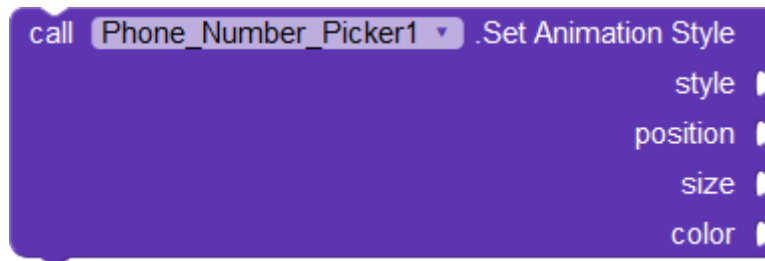 call Phone_Number_Picker1 .Set Animation Style
style
position
size
color